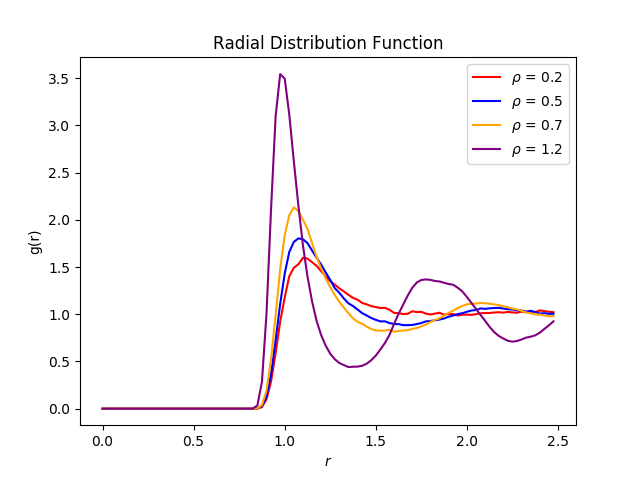 Radial Distribution Function
g(r)
3.5
3.0
2.5
2.0
1.5
1.0
0.5
0.0
ρ = 0.2
ρ = 0.5
ρ = 0.7
ρ = 1.2
0.0 0.5 1.0 1.5 2.0 2.5
r